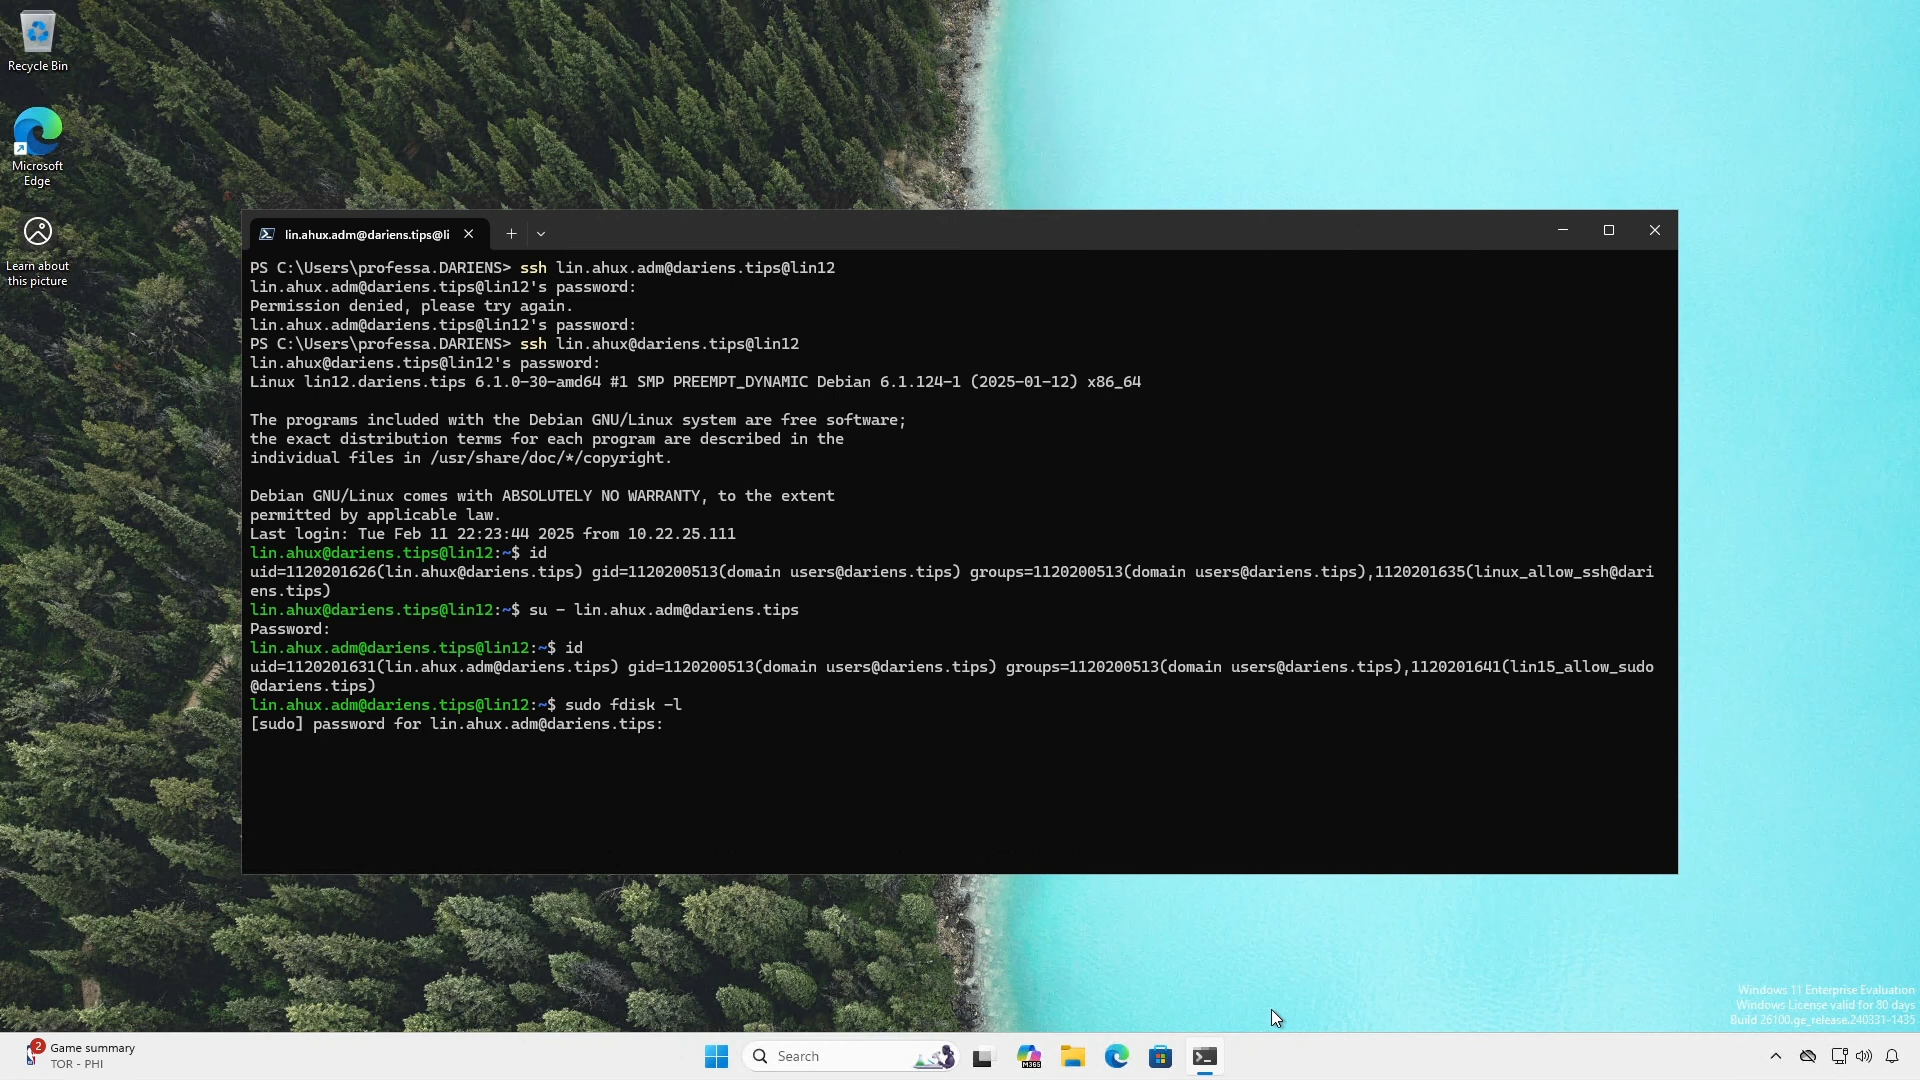 Recycle Bin
Microsoft
Edge
Learn about
this picture
lin.ahux.adm@dariens.tips@li
PS C:\Users\professa.DARIENS> ssh lin.ahux.adm@dariens.tips@lin12
lin.ahux.adm@dariens.tips@lin12's password:
Permission denied, please try again.
lin.ahux.adm@dariens.tips@lin12's password:
PS C:\Users\professa.DARIENS> ssh lin.ahux@dariens.tips@lin12
lin.ahux@dariens.tips@lin12's password:
Linux lin12.dariens.tips 6.1.0-30-amd64 #1 SMP PREEMPT_DYNAMIC Debian 6.1.124-1 (2025-01-12) x86_64
The programs included with the Debian GNU/Linux system are free software;
the exact distribution terms for each program are described in the
individual files in /usr/share/doc/*/copyright.
Debian GNU/Linux comes with ABSOLUTELY NO WARRANTY, to the extent
permitted by applicable law.
Last login: Tue Feb 11 22:23:44 2025 from 10.22.25.111
lin.ahux@dariens.tips@lin12:~$ id
uid=1120201626(lin.ahux@dariens.tips) gid=1120200513(domain users@dariens.tips) groups=1120200513(domain users@dariens.tips),1120201635(linux_allow_ssh@dari
ens.tips)
lin.ahux@dariens.tips@lin12:~$ su - lin.ahux.adm@dariens.tips
Password:
lin.ahux.adm@dariens.tips@lin12:~$ id
uid=1120201631(lin.ahux.adm@dariens.tips) gid=1120200513(domain users@dariens.tips) groups=1120200513(domain users@dariens.tips),1120201641(lin15_allow_sudo
@dariens.tips)
lin.ahux.adm@dariens.tips@lin12:~$ sudo fdisk -l
[sudo] password for lin.ahux.adm@dariens.tips:
Windows 11 Enterprise Evaluation
Windows License valid for 90 days
Build 26100.ge_release.240331-1435
2
Game summary
TOR - PHI
Search
M365